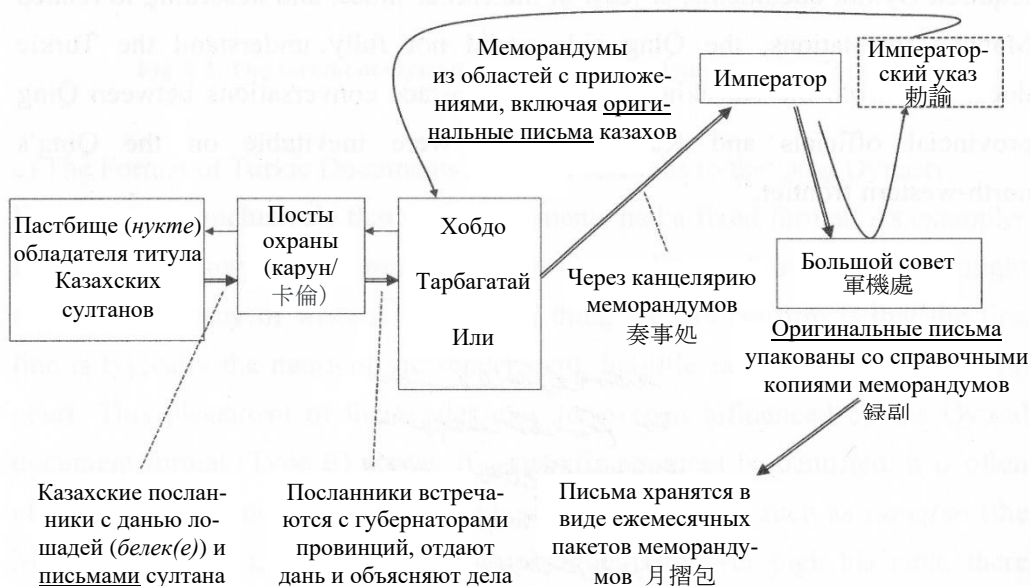 Меморандумы
из областей с приложе-
ниями, включая ориги-
нальные письма казахов
Император
Император-
ский указ
勅論
Пастбище (нукте)
обладателя титула
Казахских
султанов
Посты
охраны
(карун/
卡倫)
Хобдо
Тарбагатай
Или
Через канцелярию
меморандумов
奏事処
Большой совет
軍機處
Оригинальные письма
упакованы со справочными
копиями меморандумов
録副
Казахские послан-
ники с данью ло-
шадей (белек(е)) и
письмами султана
Посланники встреча-
ются с губернаторами
провинций, отдают
дань и объясняют дела
Письма хранятся в
виде ежемесячных
пакетов меморанду-
мов 月摺包